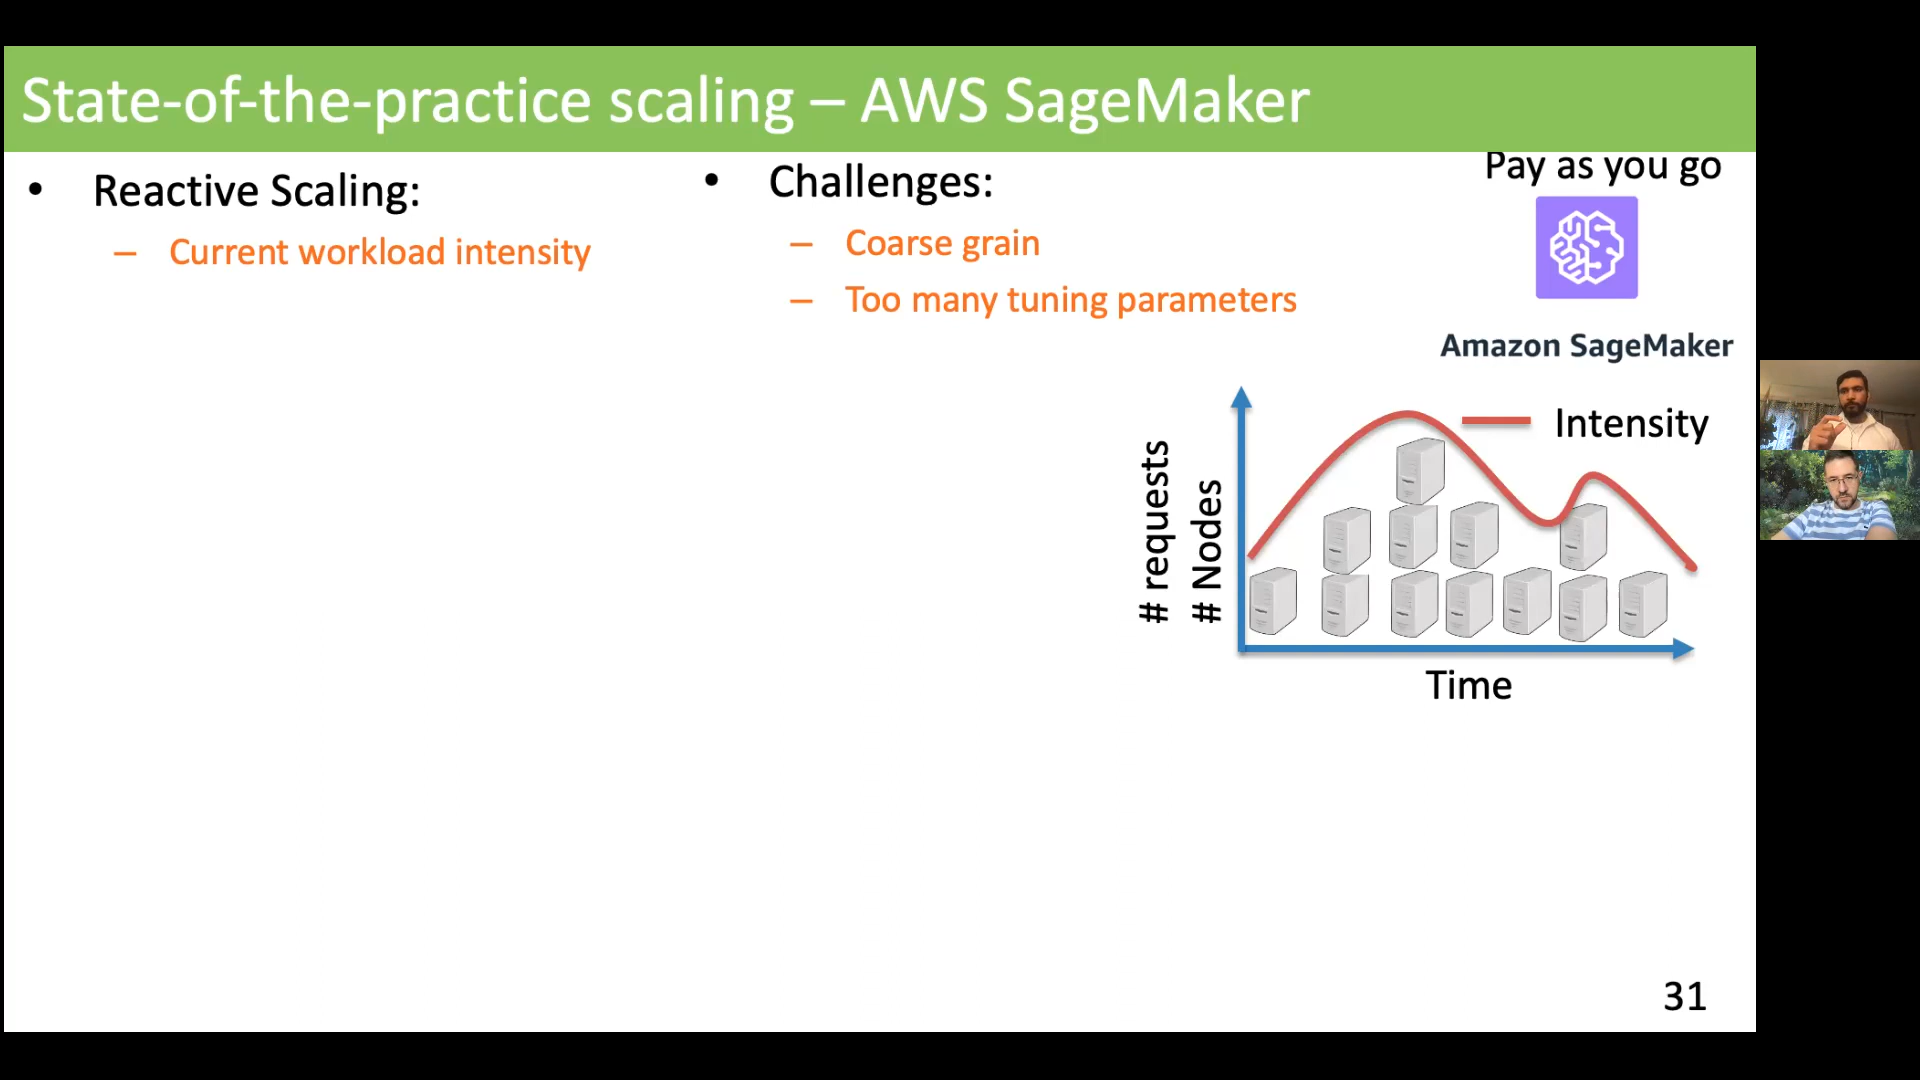 State-of-the-practice scaling – AWS SageMaker
• Reactive Scaling:
– Current workload intensity
• Challenges:
– Coarse grain
– Too many tuning parameters
Pay as you go
Amazon SageMaker
Intensity
# requests
# Nodes
Time
31